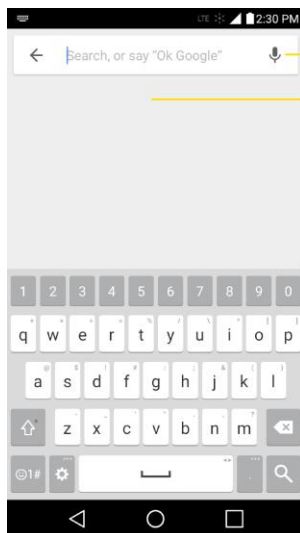 LTE 2:30 PM
Search, or say "Ok Google"
1 2 3 4 5 6 7 8 9 0
q w e r t y u i o p
a s d f g h j k l
z x c v b n m
1# .